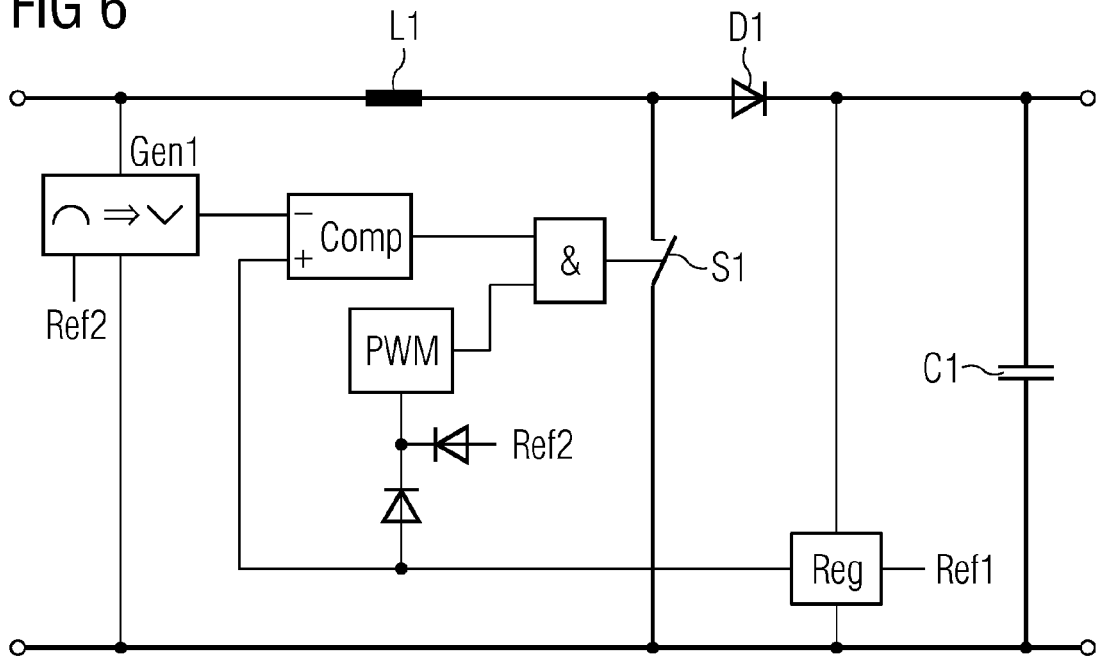 FIG 6
L1
D1
Gen1
−
Comp
+
&
S1
Ref2
PWM
C1
Ref2
Reg
Ref1